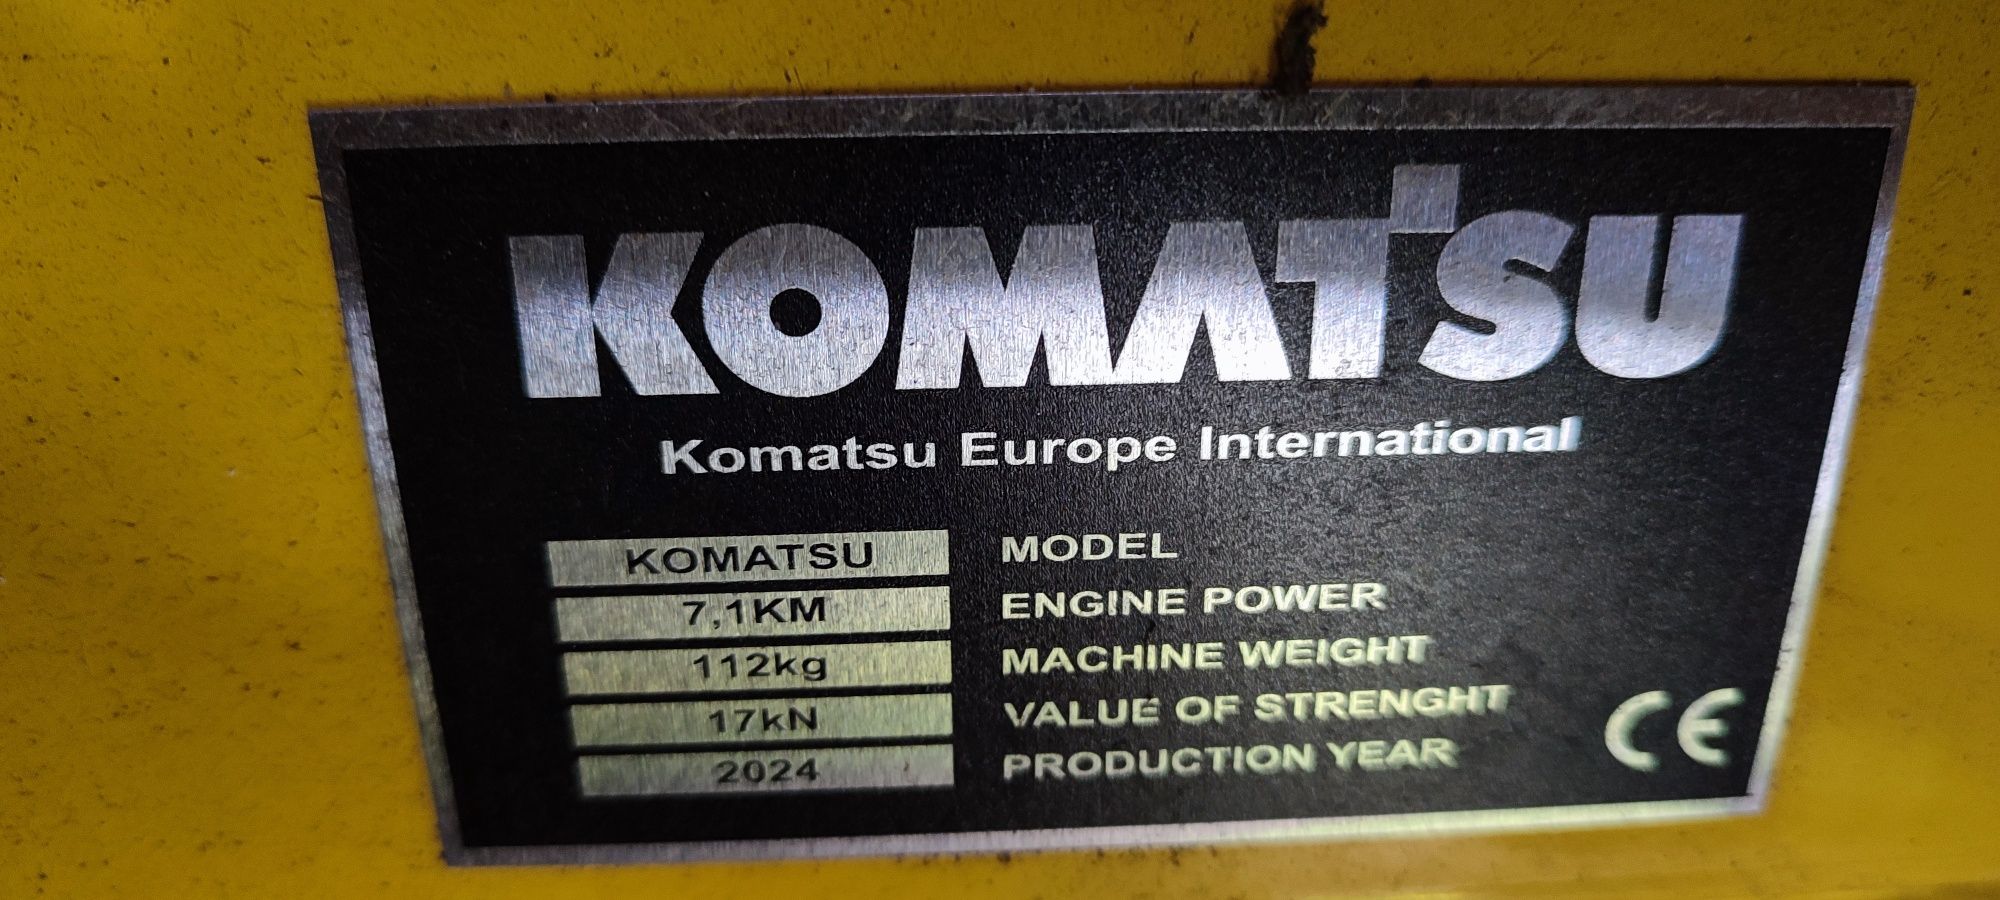 KOMATSU
Komatsu Europe International
KOMATSU MODEL
7,1KM ENGINE POWER
112kg MACHINE WEIGHT
17kN VALUE OF STRENGHT
2024 PRODUCTION YEAR
CE